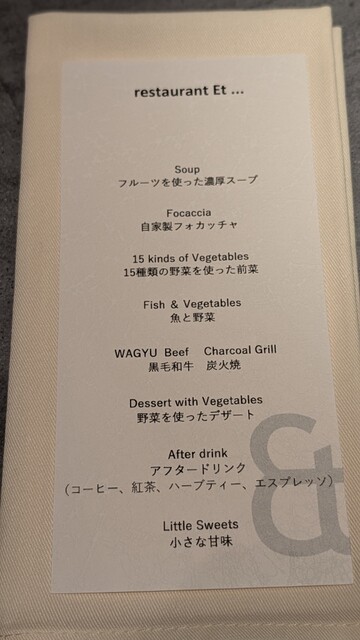 restaurant Et ...
Soup
フルーツを使った濃厚スープ
Focaccia
自家製フォカッチャ
15 kinds of Vegetables
15種類の野菜を使った前菜
Fish & Vegetables
魚と野菜
WAGYU Beef Charcoal Grill
黒毛和牛 炭火焼
Dessert with Vegetables
野菜を使ったデザート
After drink
アフタードリンク
(コーヒー、紅茶、ハーブティー、エスプレッソ)
Little Sweets
小さな甘味
&